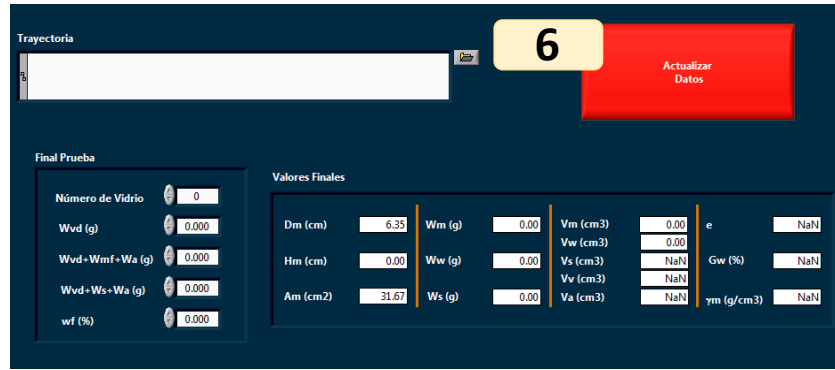 Trayectoria
6
Actualizar
Datos
Final Prueba
Número de Vidrio 0
Wvd (g) 0.000
Wvd+Wmf+Wa (g) 0.000
Wvd+Ws+Wa (g) 0.000
wf (%) 0.000
Valores Finales
Dm (cm) 6.35
Hm (cm) 0.00
Am (cm2) 31.67
Wm (g) 0.00
Ww (g) 0.00
Ws (g) 0.00
Vm (cm3) 0.00
Vw (cm3) 0.00
Vs (cm3) NaN
Vv (cm3) NaN
Va (cm3) NaN
e NaN
Gw (%) NaN
γm (g/cm3) NaN